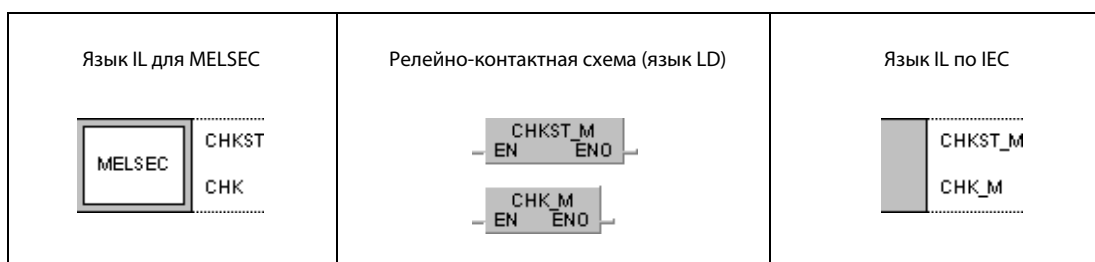 Язык IL для MELSEC
MELSEC
CHKST
CHK
Релейно-контактная схема (язык LD)
CHKST_M
EN ENO
CHK_M
EN ENO
Язык IL по IEC
CHKST_M
CHK_M